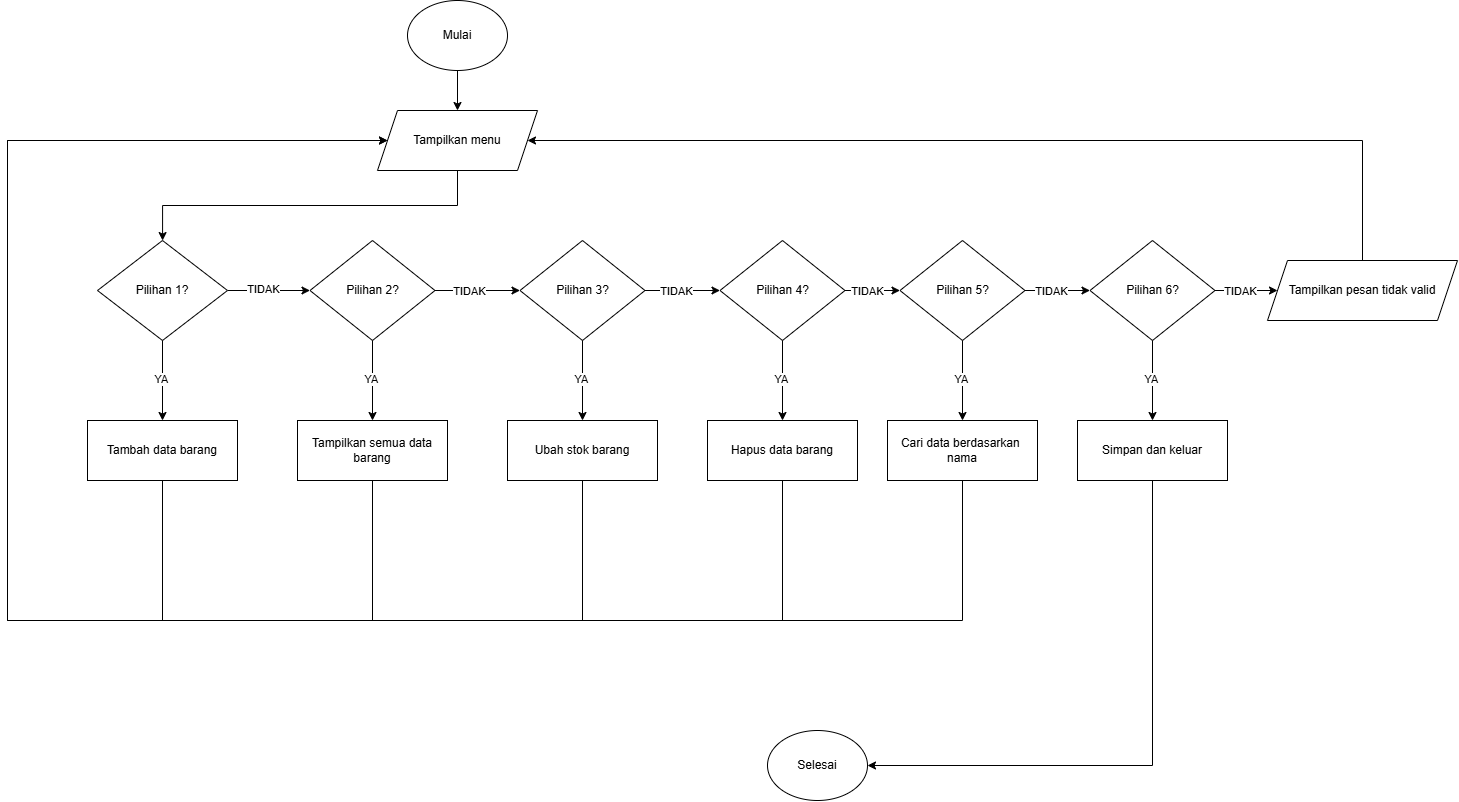 Mulai
Tampilkan menu
Pilihan 1?
TIDAK
Pilihan 2?
TIDAK
Pilihan 3?
TIDAK
Pilihan 4?
TIDAK
Pilihan 5?
TIDAK
Pilihan 6?
TIDAK
Tampilkan pesan tidak valid
YA
YA
YA
YA
YA
YA
Tambah data barang
Tampilkan semua data
barang
Ubah stok barang
Hapus data barang
Cari data berdasarkan
nama
Simpan dan keluar
Selesai